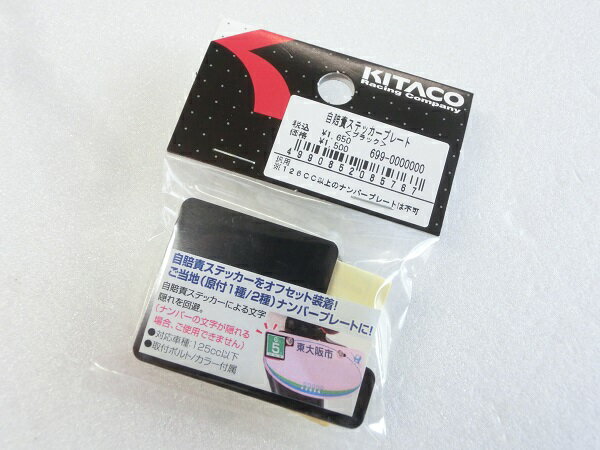 KITACO
Racing Company
自賠責ステッカープレート
<ブラック>
税込 ¥1,650
価格 ¥1,500
699-0000000
4990852085767
汎用
※126CC以上のナンバープレートは不可
自賠責ステッカーをオフセット装着!
ご当地(原付1種/2種)ナンバープレートに!
自賠責ステッカーによる文字
隠れを回避。
(ナンバーの文字が隠れる
場合、ご使用できません)
●対応車種:125cc以下
●取付ボルト/カラー付属
5
東大阪市